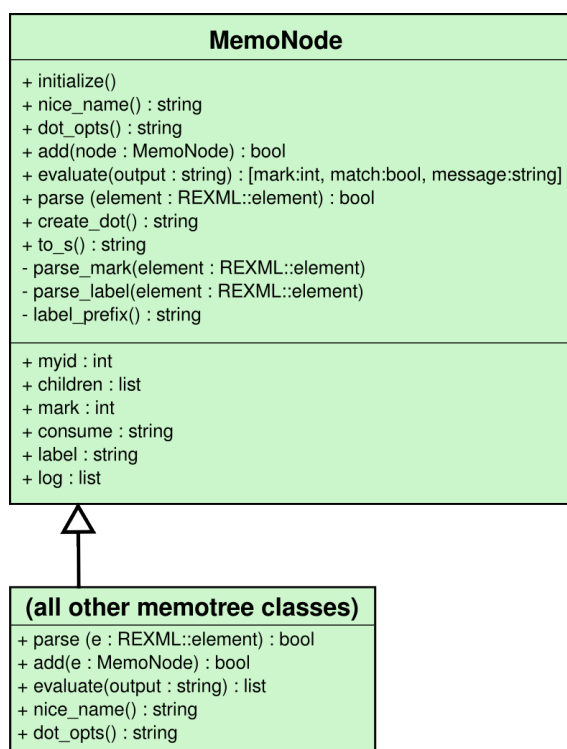 MemoNode
+ initialize()
+ nice_name() : string
+ dot_opts() : string
+ add(node : MemoNode) : bool
+ evaluate(output : string) : [mark:int, match:bool, message:string]
+ parse (element : REXML::element) : bool
+ create_dot() : string
+ to_s() : string
- parse_mark(element : REXML::element)
- parse_label(element : REXML::element)
- label_prefix() : string
+ myid : int
+ children : list
+ mark : int
+ consume : string
+ label : string
+ log : list
(all other memotree classes)
+ parse (e : REXML::element) : bool
+ add(e : MemoNode) : bool
+ evaluate(output : string) : list
+ nice_name() : string
+ dot_opts() : string